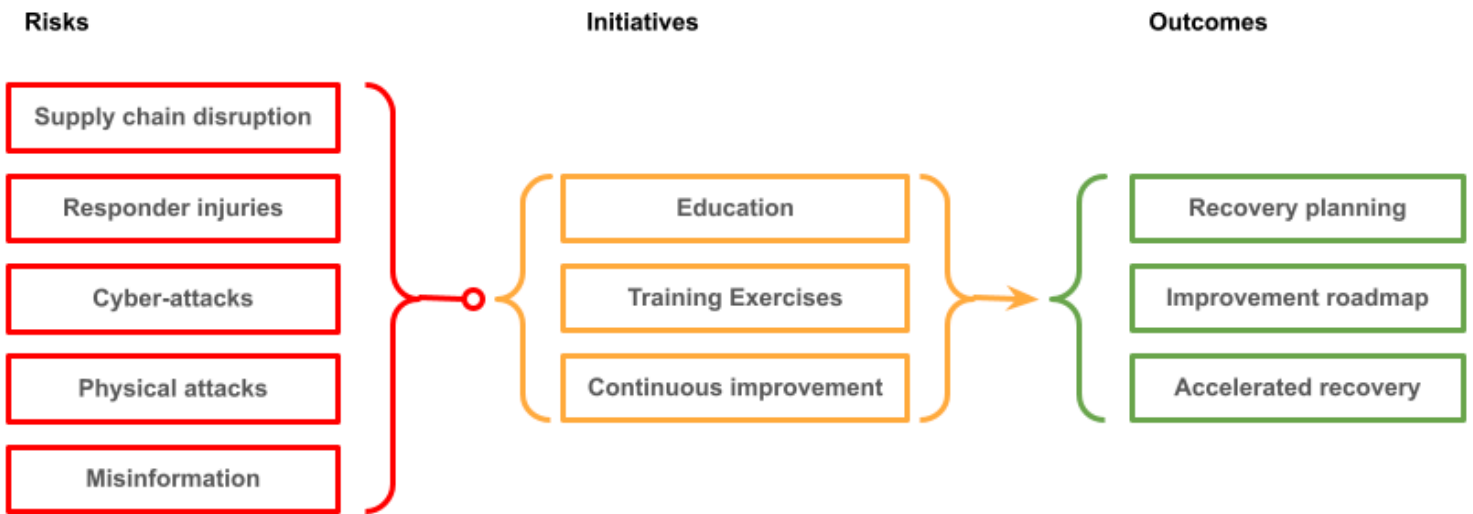 Risks
Initiatives
Outcomes
Supply chain disruption
Responder injuries
Cyber-attacks
Physical attacks
Misinformation
Education
Training Exercises
Continuous improvement
Recovery planning
Improvement roadmap
Accelerated recovery